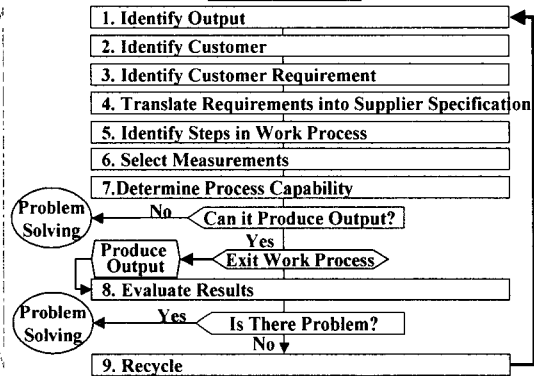 1. Identify Output
2. Identify Customer
3. Identify Customer Requirement
4. Translate Requirements into Supplier Specification
5. Identify Steps in Work Process
6. Select Measurements
7.Determine Process Capability
Problem
Solving
No
Can it Produce Output?
Yes
Produce
Output
Exit Work Process
8. Evaluate Results
Problem
Solving
Yes
Is There Problem?
No
9. Recycle